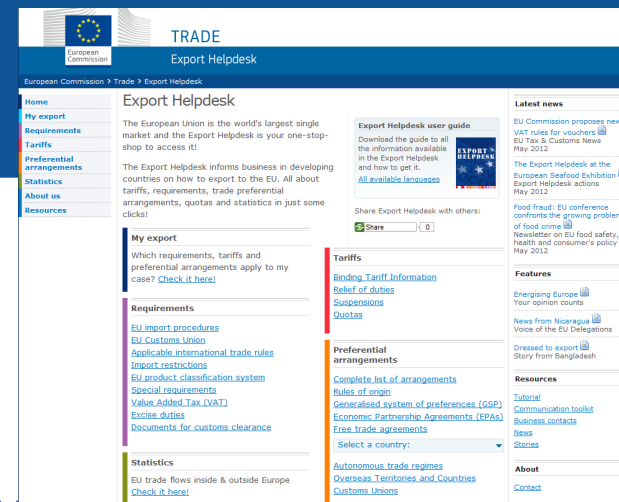 European
Commission
TRADE
Export Helpdesk
European Commission > Trade > Export Helpdesk
Home
My export
Requirements
Tariffs
Preferential
arrangements
Statistics
About us
Resources
Export Helpdesk
The European Union is the world's largest single
market and the Export Helpdesk is your one-stop-
shop to access it!
The Export Helpdesk informs business in developing
countries on how to export to the EU. All about
tariffs, requirements, trade preferential
arrangements, quotas and statistics in just some
clicks!
Export Helpdesk user guide
Download the guide to all
the information available
in the Export Helpdesk
and how to get it.
All available languages
EXPORT
HELPDESK
Share Export Helpdesk with others:
Share
0
My export
Which requirements, tariffs and
preferential arrangements apply to my
case? Check it here!
Requirements
EU import procedures
EU Customs Union
Applicable international trade rules
Import restrictions
EU product classification system
Special requirements
Value Added Tax (VAT)
Excise duties
Documents for customs clearance
Statistics
EU trade flows inside & outside Europe
Check it here!
Tariffs
Binding Tariff Information
Relief of duties
Suspensions
Quotas
Preferential
arrangements
Complete list of arrangements
Rules of origin
Generalised system of preferences (GSP)
Economic Partnership Agreements (EPAs)
Free trade agreements
Select a country:
Autonomous trade regimes
Overseas Territories and Countries
Customs Unions
Latest news
EU Commission proposes new
VAT rules for vouchers
EU Tax & Customs News
May 2012
The Export Helpdesk at the
European Seafood Exhibition
Export Helpdesk actions
May 2012
Food fraud: EU conference
confronts the growing problem
of food crime
Newsletter on EU food safety,
health and consumer's policy
May 2012
Features
Energising Europe
Your opinion counts
News from Nicaragua
Voice of the EU Delegations
Dressed to export
Story from Bangladesh
Resources
Tutorial
Communication toolkit
Business contacts
News
Stories
About
Contact